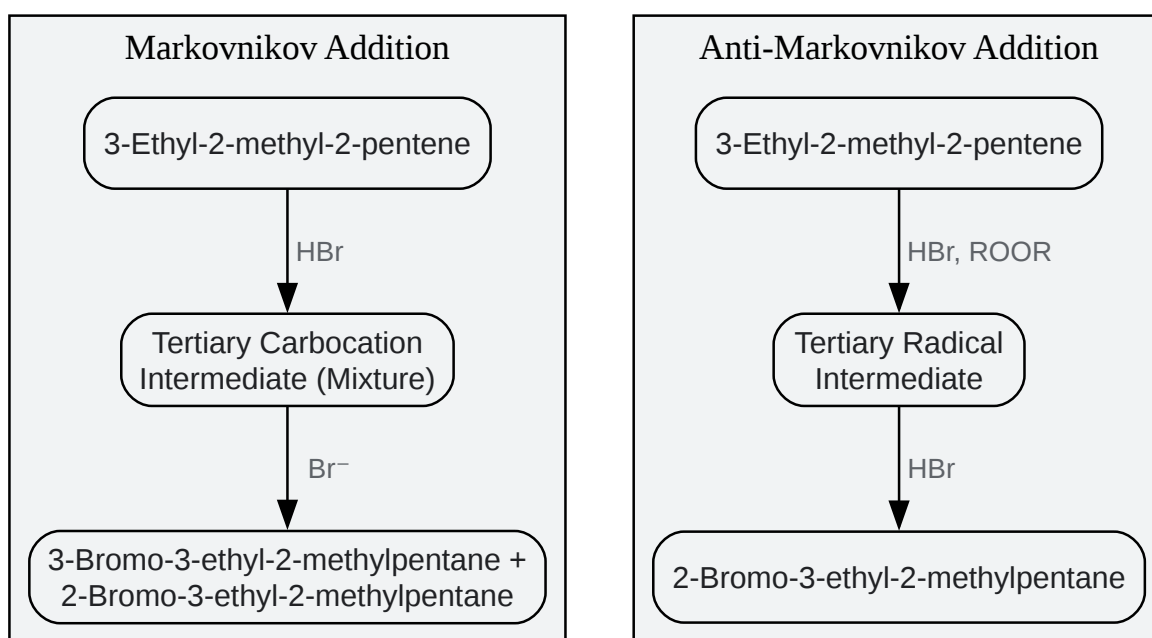 Markovnikov Addition
3-Ethyl-2-methyl-2-pentene
HBr
Tertiary Carbocation
Intermediate (Mixture)
Br⁻
3-Bromo-3-ethyl-2-methylpentane +
2-Bromo-3-ethyl-2-methylpentane
Anti-Markovnikov Addition
3-Ethyl-2-methyl-2-pentene
HBr, ROOR
Tertiary Radical
Intermediate
HBr
2-Bromo-3-ethyl-2-methylpentane